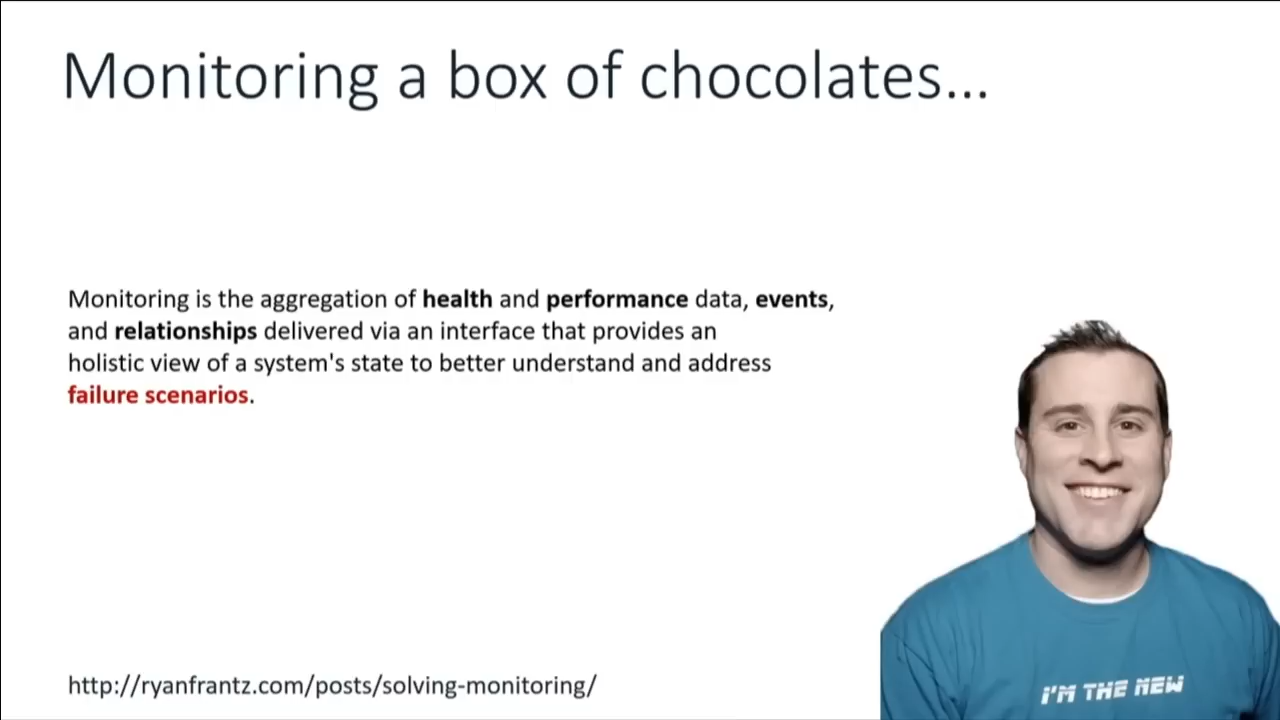 Monitoring a box of chocolates...
Monitoring is the aggregation of health and performance data, events,
and relationships delivered via an interface that provides an
holistic view of a system's state to better understand and address
failure scenarios.
http://ryanfrantz.com/posts/solving-monitoring/
I'M THE NEW